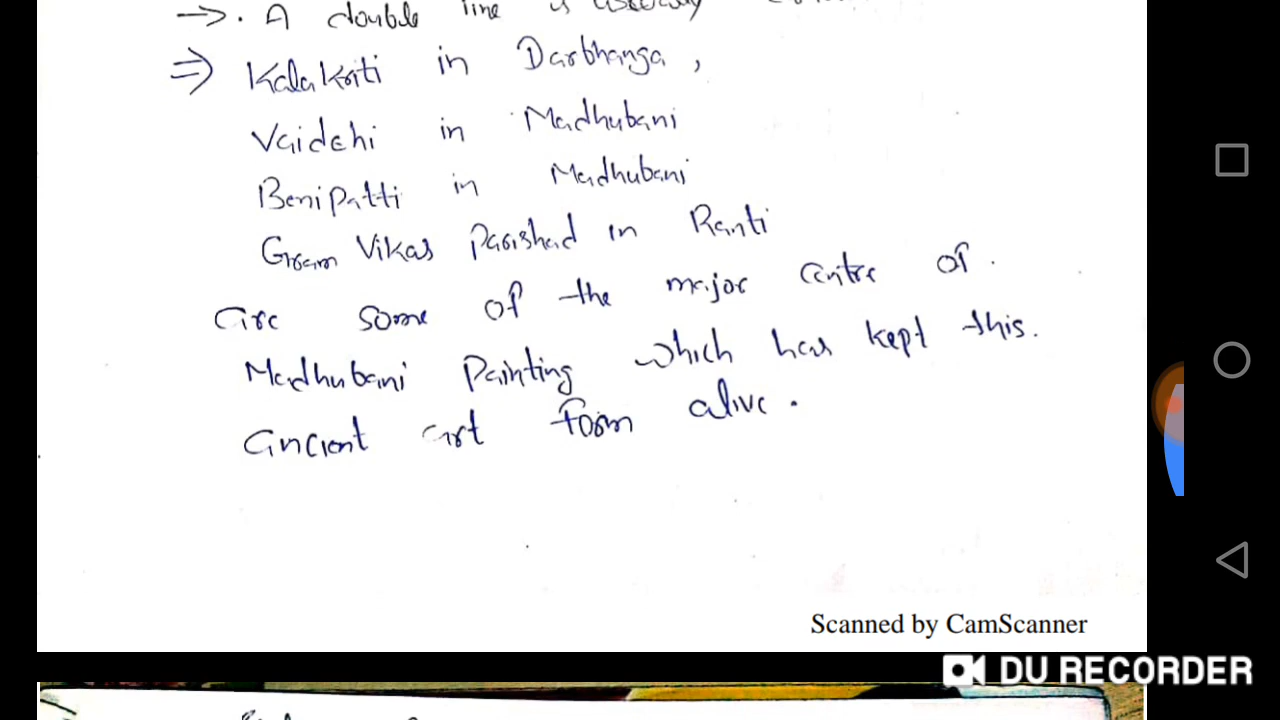 →. A double line is usually
⇒ Kalakriti in Darbhanga,
Vaidehi in Madhubani
Benipatti in Madhubani
Gram Vikas Parishad in Ranti
are some of the major centre of.
Madhubani Painting which has kept this.
ancient art form alive.
Scanned by CamScanner
DU RECORDER